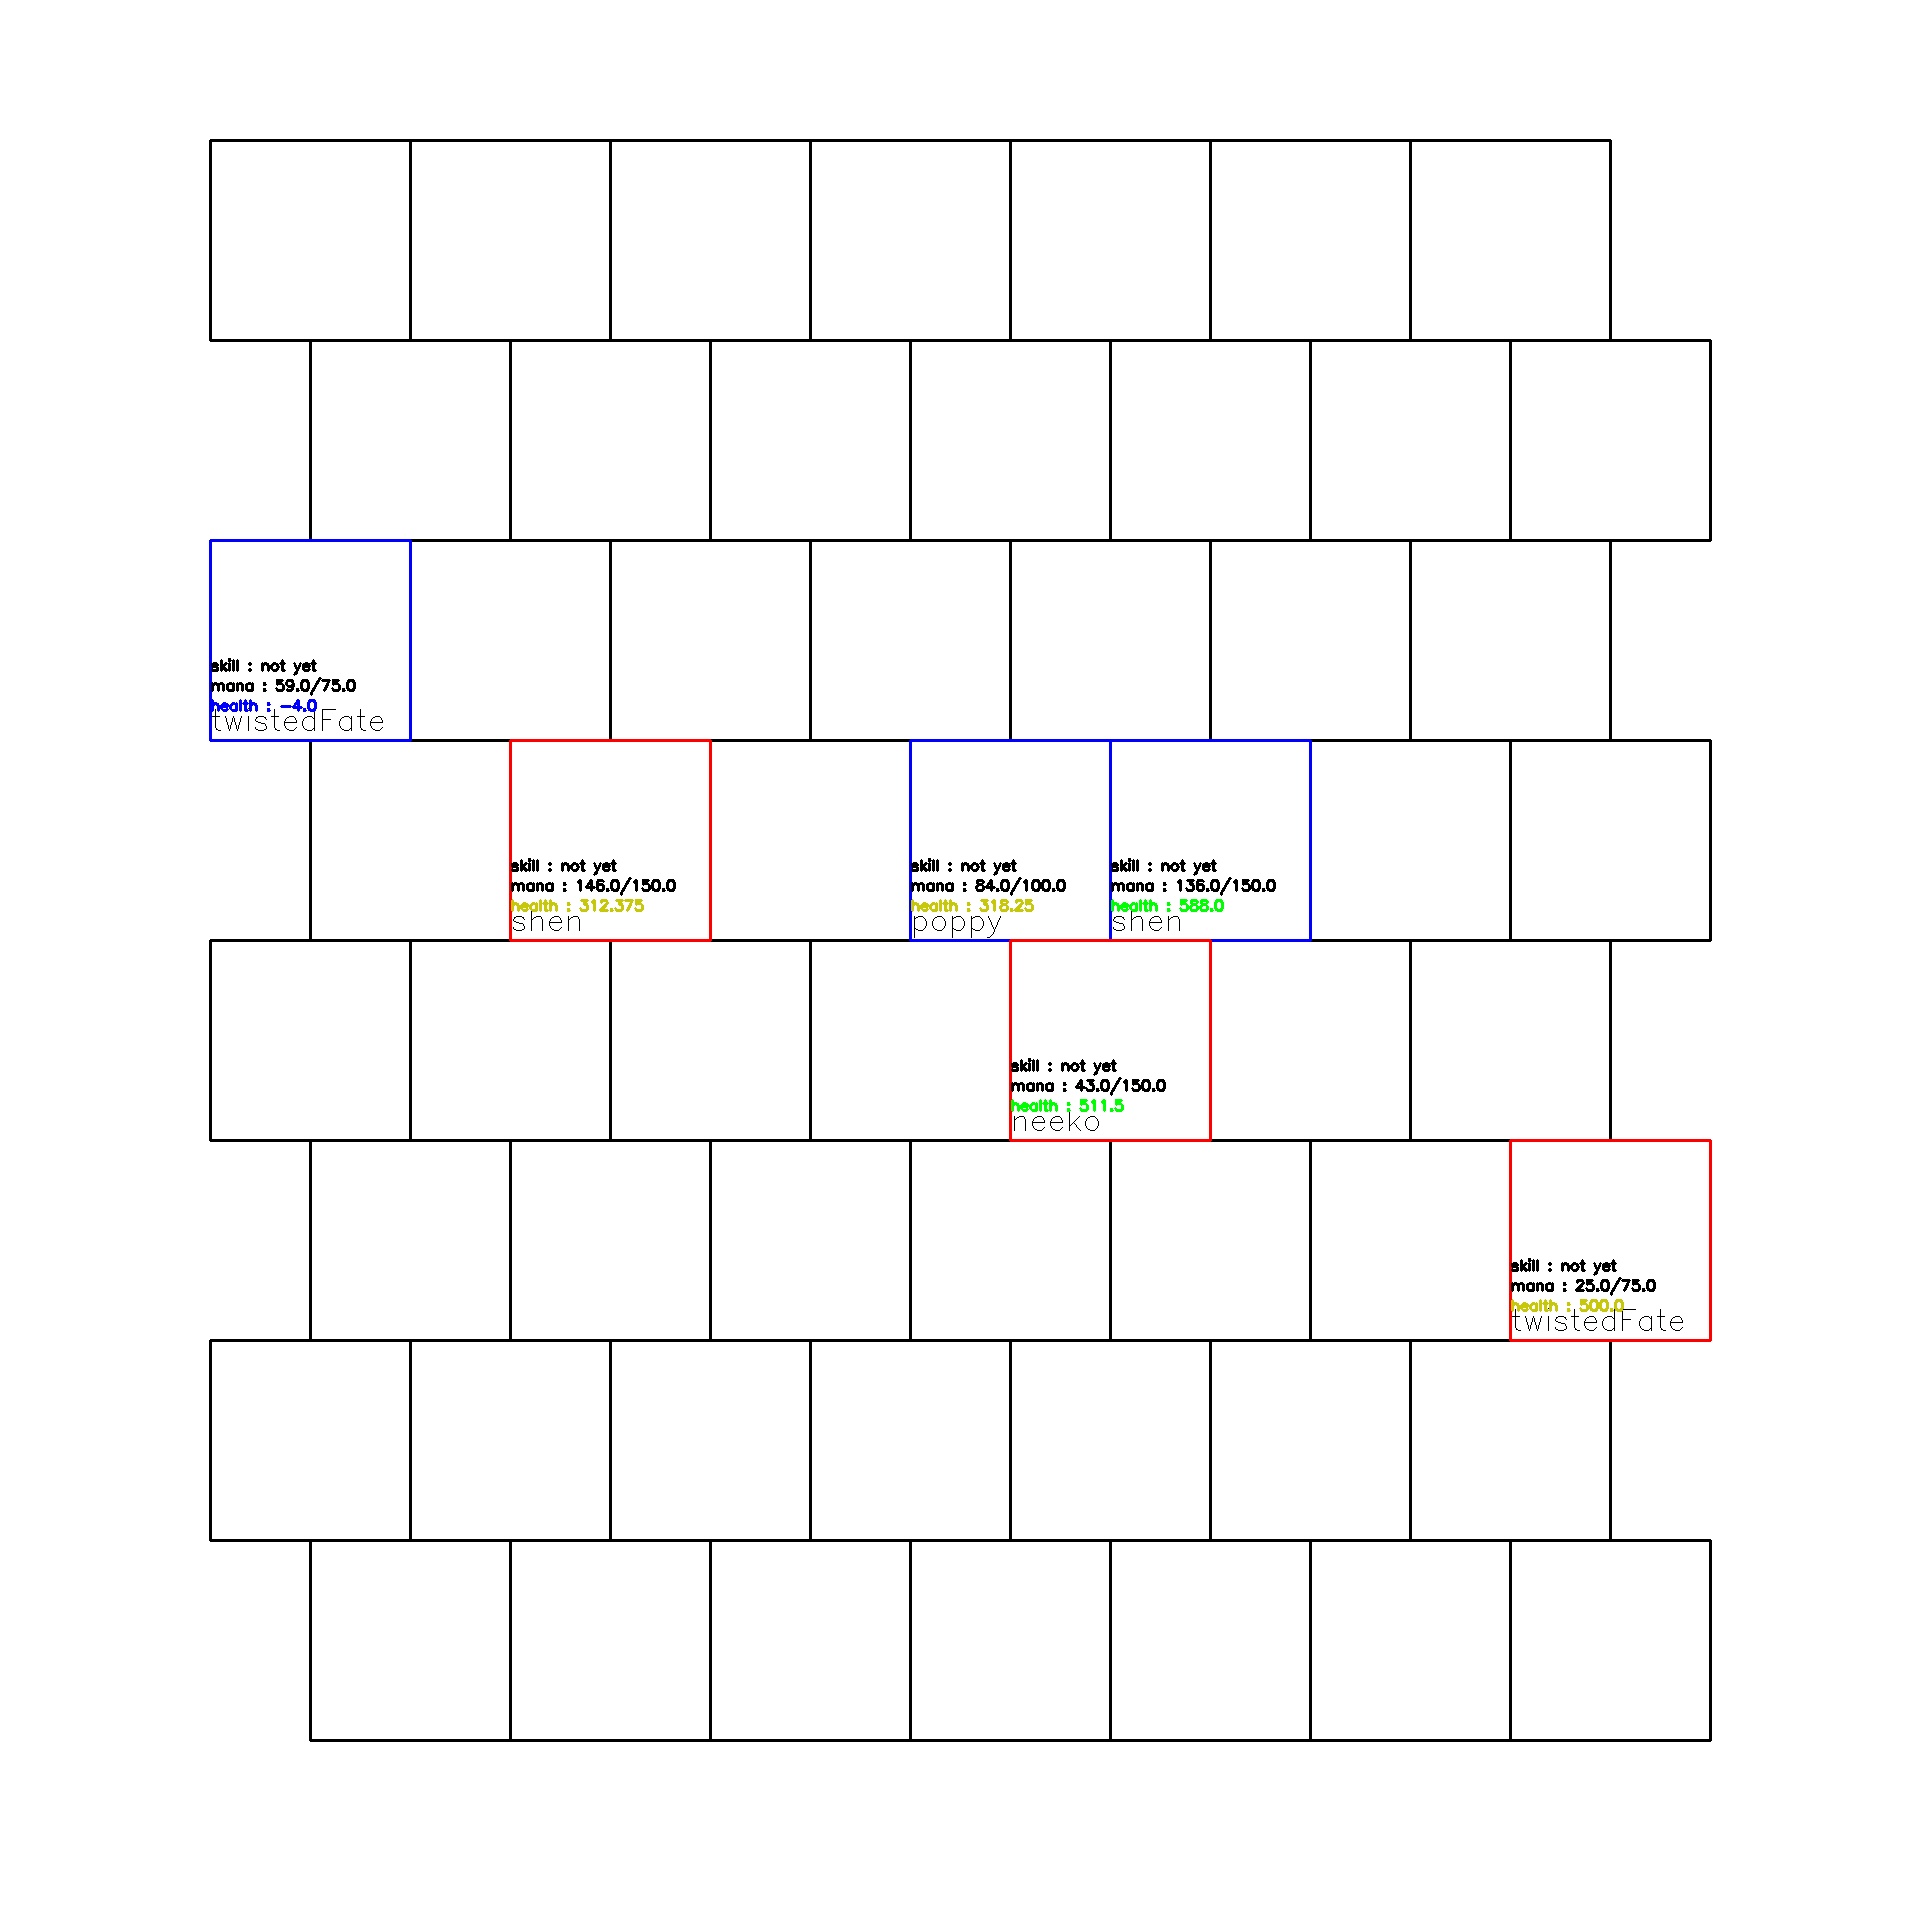 skill : not yet
mana : 59.0/75.0
health : -4.0
twistedFate
skill : not yet
mana : 146.0/150.0
health : 312.375
shen
skill : not yet
mana : 84.0/100.0
health : 318.25
poppy
skill : not yet
mana : 136.0/150.0
health : 588.0
shen
skill : not yet
mana : 43.0/150.0
health : 511.5
neeko
skill : not yet
mana : 25.0/75.0
health : 500.0
twistedFate